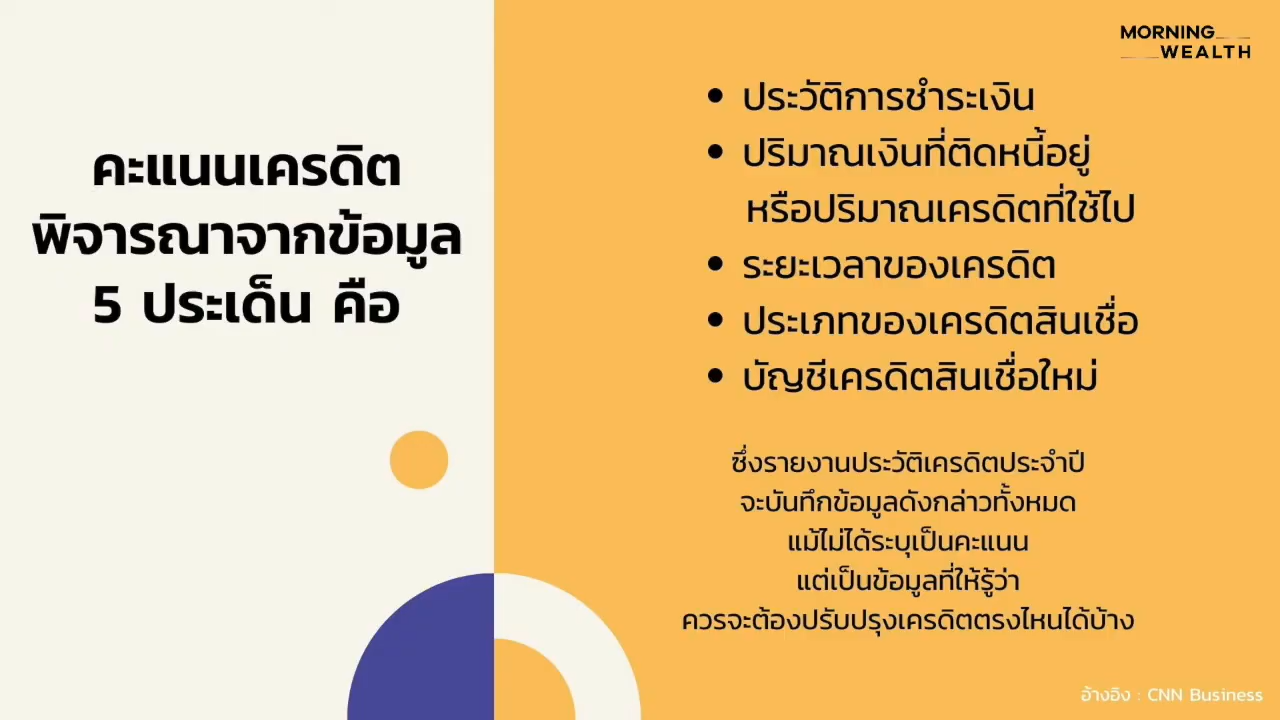 MORNING
WEALTH
คะแนนเครดิต
พิจารณาจากข้อมูล
5 ประเด็น คือ
• ประวัติการชำระเงิน
• ปริมาณเงินที่ติดหนี้อยู่
หรือปริมาณเครดิตที่ใช้ไป
• ระยะเวลาของเครดิต
• ประเภทของเครดิตสินเชื่อ
• บัญชีเครดิตสินเชื่อใหม่
ซึ่งรายงานประวัติเครดิตประจำปี
จะบันทึกข้อมูลดังกล่าวทั้งหมด
แม้ไม่ได้ระบุเป็นคะแนน
แต่เป็นข้อมูลที่ให้รู้ว่า
ควรจะต้องปรับปรุงเครดิตตรงไหนได้บ้าง
อ้างอิง : CNN Business